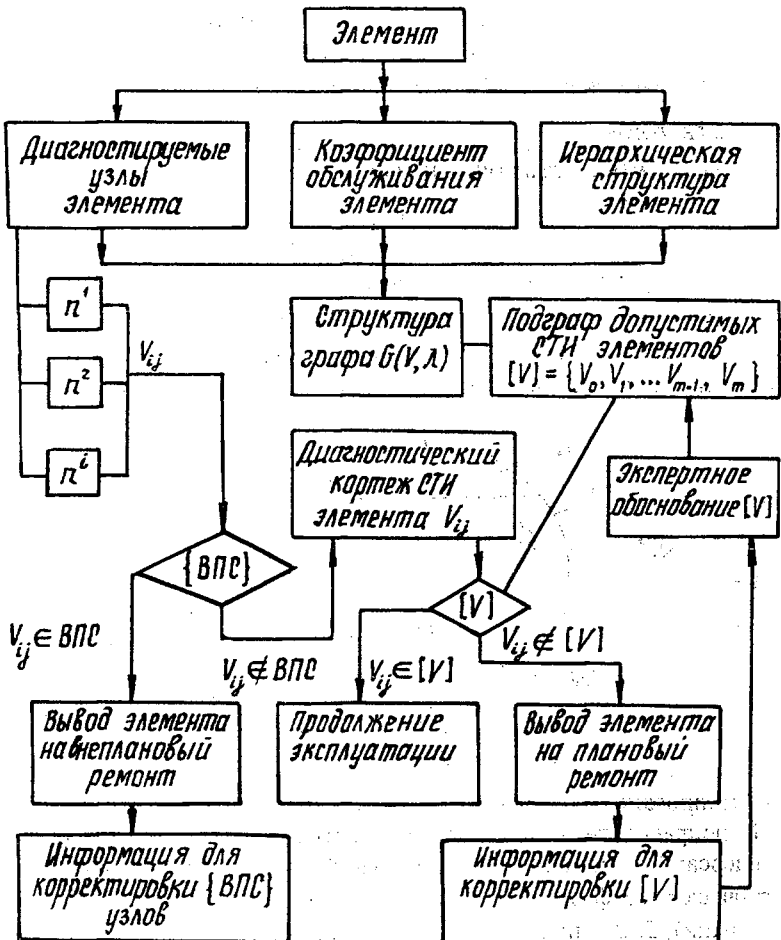 Элемент
Диагностируемые
узлы
элемента
Коэффициент
обслуживания
элемента
Иерархическая
структура
элемента
n¹
n²
nⁱ
V_ij
Структура
графа G(V,λ)
Подграф допустимых
СТИ элементов
[V] = {V₀, V₁, ... V_m-1, V_m}
Диагностический
кортеж СТИ
элемента V_ij
Экспертное
обоснование [V]
{ВПС}
[V]
V_ij ∈ ВПС
V_ij ∉ ВПС
V_ij ∈ [V]
V_ij ∉ [V]
Вывод элемента
на внеплановый
ремонт
Продолжение
эксплуатации
Вывод элемента
на плановый
ремонт
Информация для
корректировки {ВПС}
узлов
Информация для
корректировки [V]